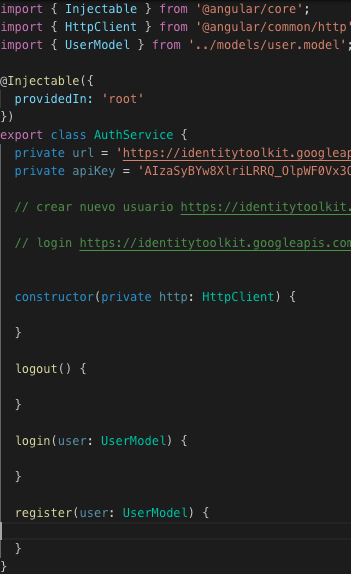 import { Injectable } from '@angular/core';
import { HttpClient } from '@angular/common/http'
import { UserModel } from '../models/user.model';
@Injectable({
providedIn: 'root'
})
export class AuthService {
private url = 'https://identitytoolkit.googleap
private apiKey = 'AIzaSyBYw8XlriLRRQ_OlpWF0Vx3
// crear nuevo usuario https://identitytoolkit.
// login https://identitytoolkit.googleapis.com
constructor(private http: HttpClient) {
}
logout() {
}
login(user: UserModel) {
}
register(user: UserModel) {
}
}